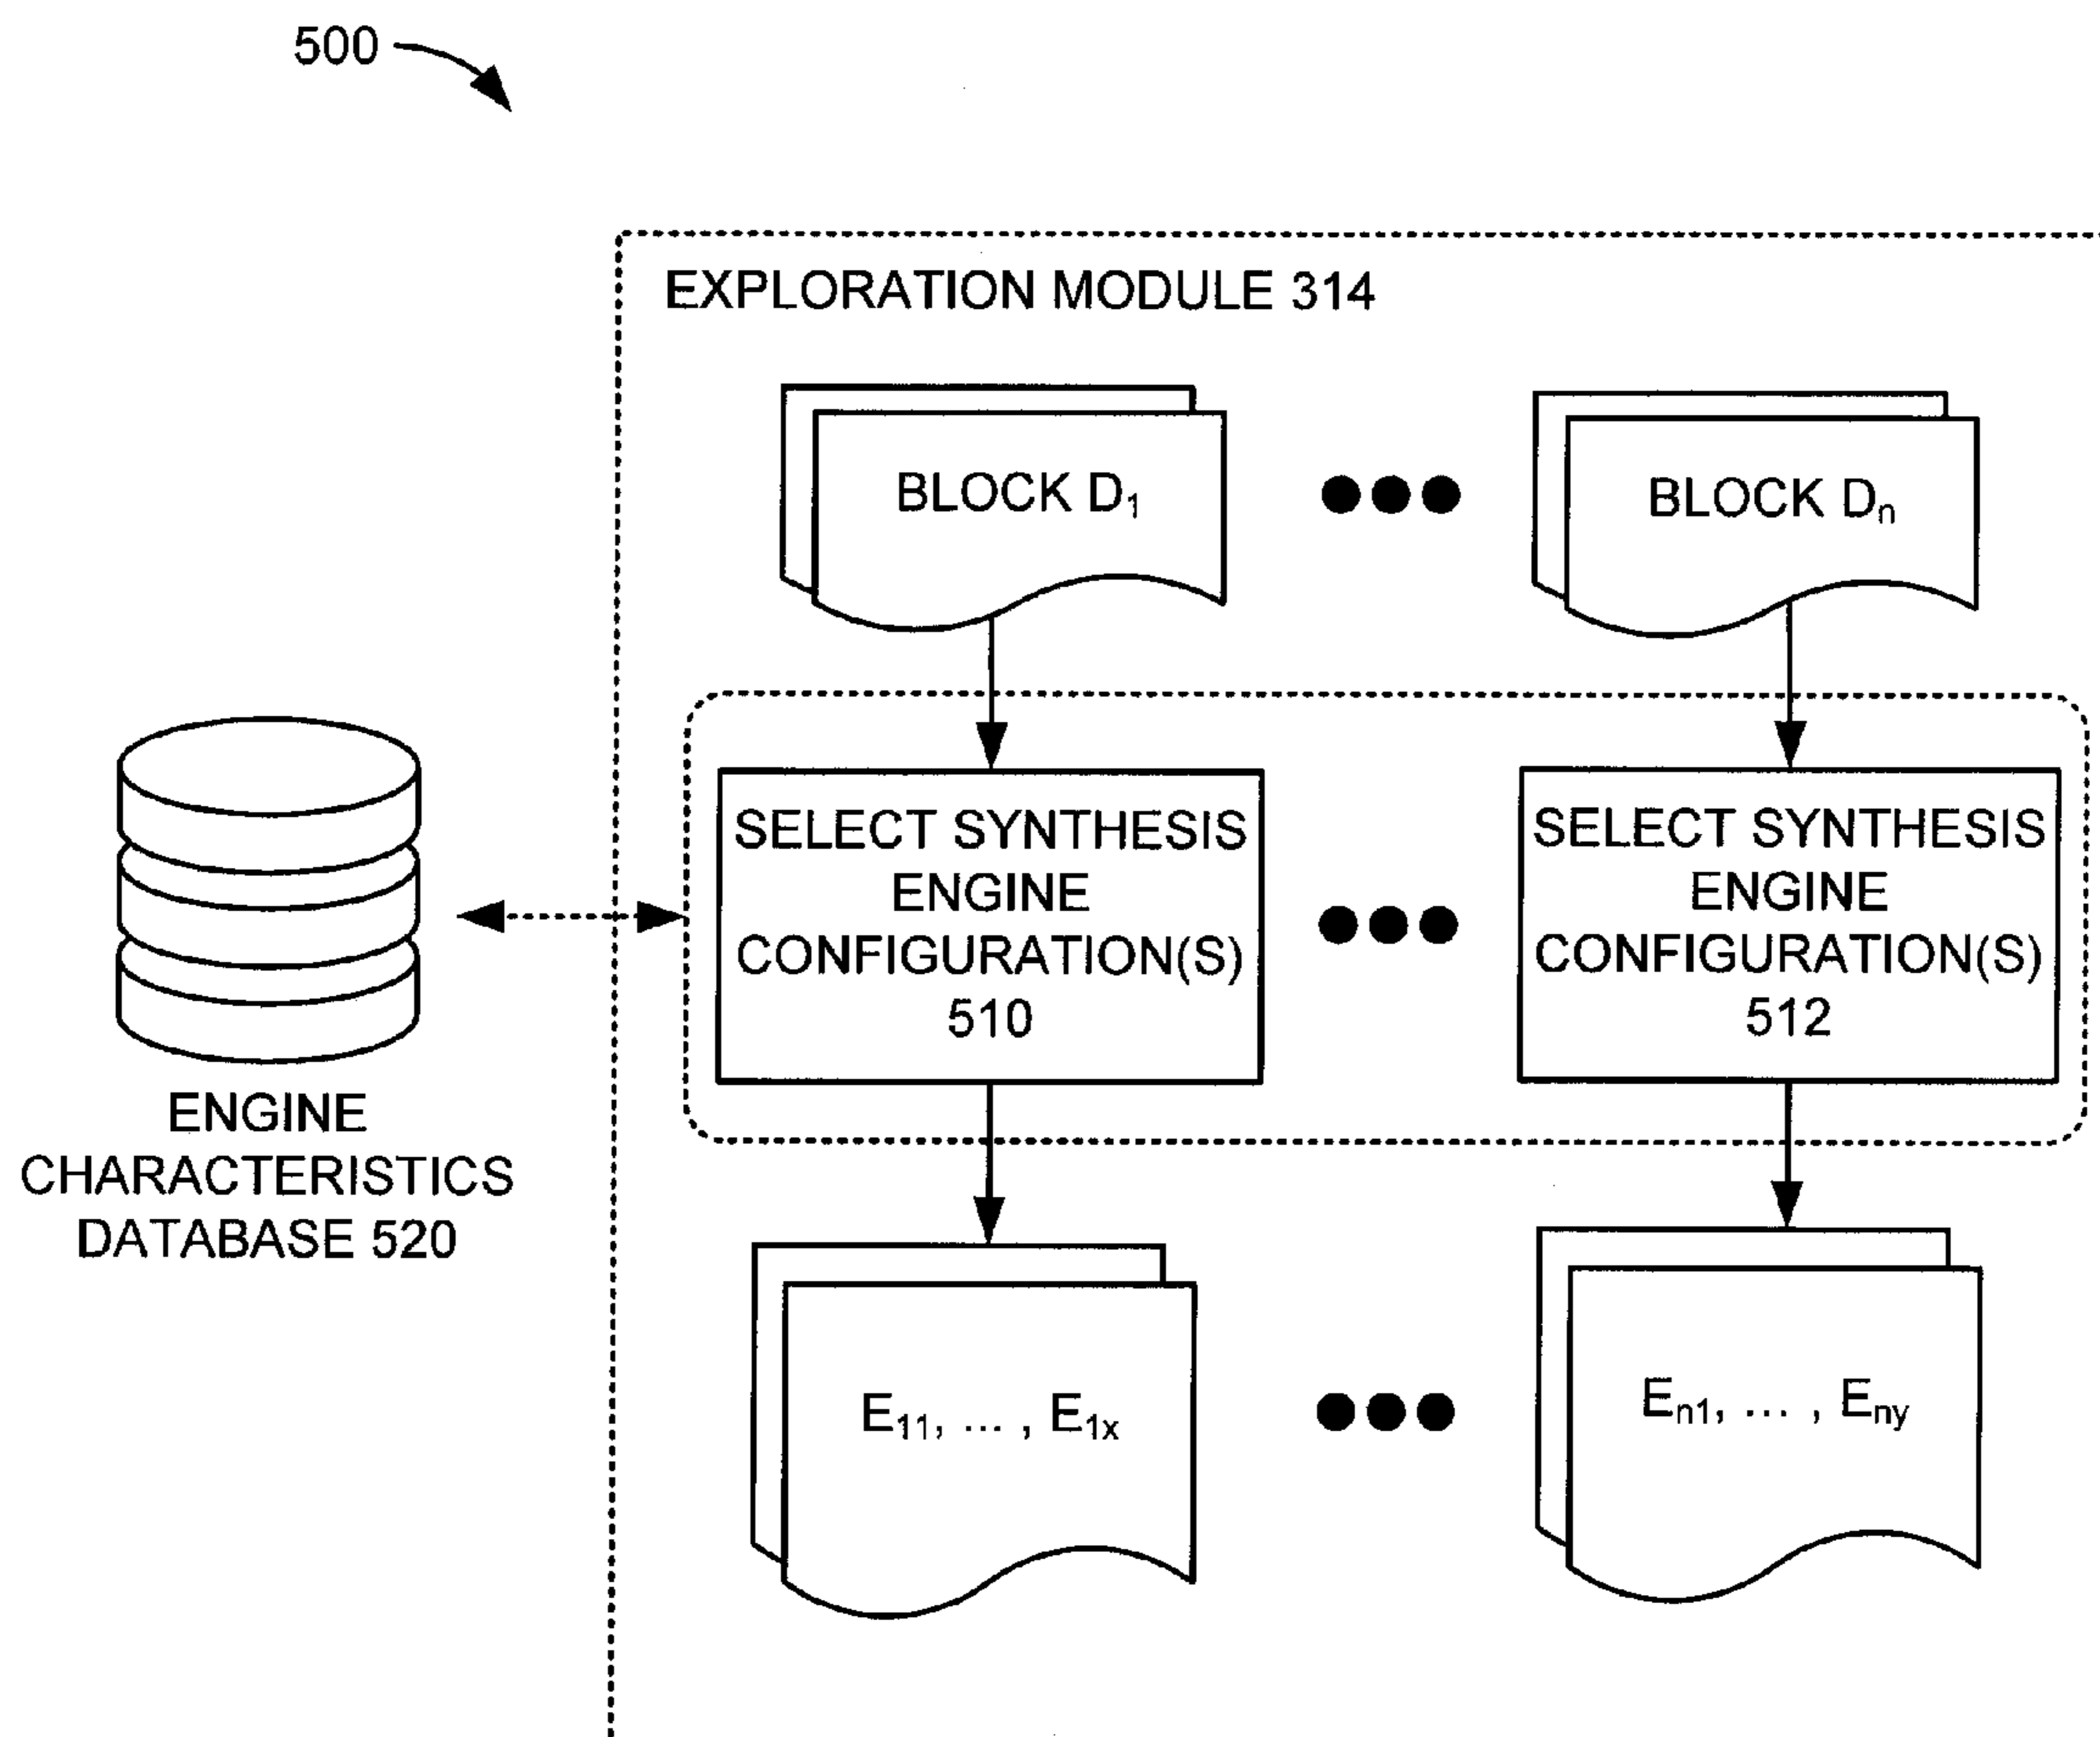 500
EXPLORATION MODULE 314
BLOCK D₁
BLOCK Dₙ
SELECT SYNTHESIS
ENGINE
CONFIGURATION(S)
510
SELECT SYNTHESIS
ENGINE
CONFIGURATION(S)
512
ENGINE
CHARACTERISTICS
DATABASE 520
E₁₁, ... , E₁ₓ
Eₙ₁, ... , Eₙy